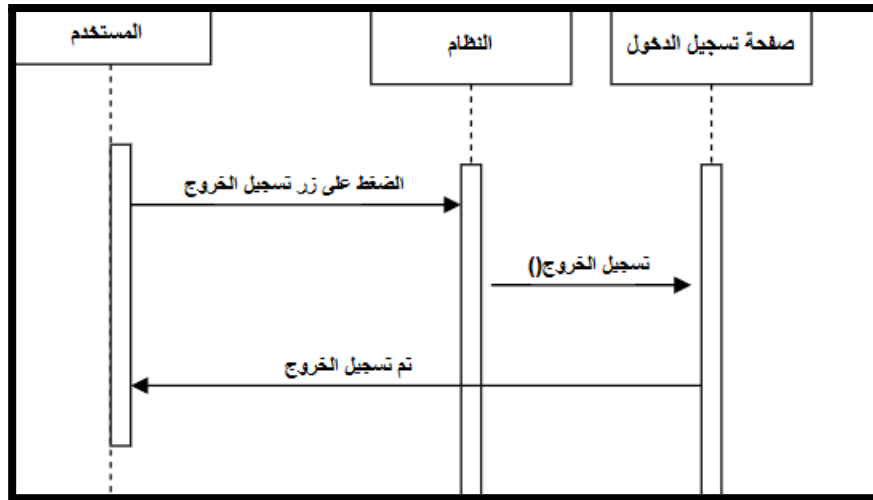 المستخدم
النظام
صفحة تسجيل الدخول
الضغط على زر تسجيل الخروج
تسجيل الخروج()
تم تسجيل الخروج